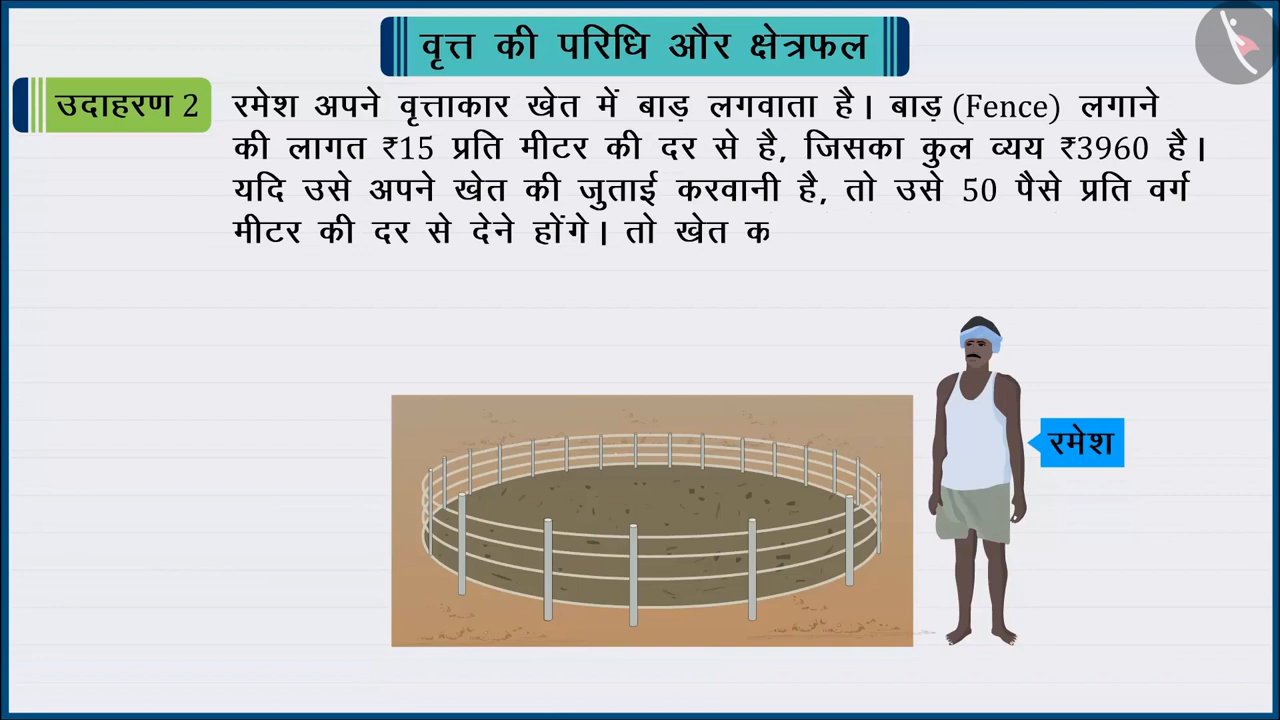 वृत्त की परिधि और क्षेत्रफल
उदाहरण 2
रमेश अपने वृत्ताकार खेत में बाड़ लगवाता है। बाड़ (Fence) लगाने
की लागत ₹15 प्रति मीटर की दर से है, जिसका कुल व्यय ₹3960 है।
यदि उसे अपने खेत की जुताई करवानी है, तो उसे 50 पैसे प्रति वर्ग
मीटर की दर से देने होंगे। तो खेत क
रमेश